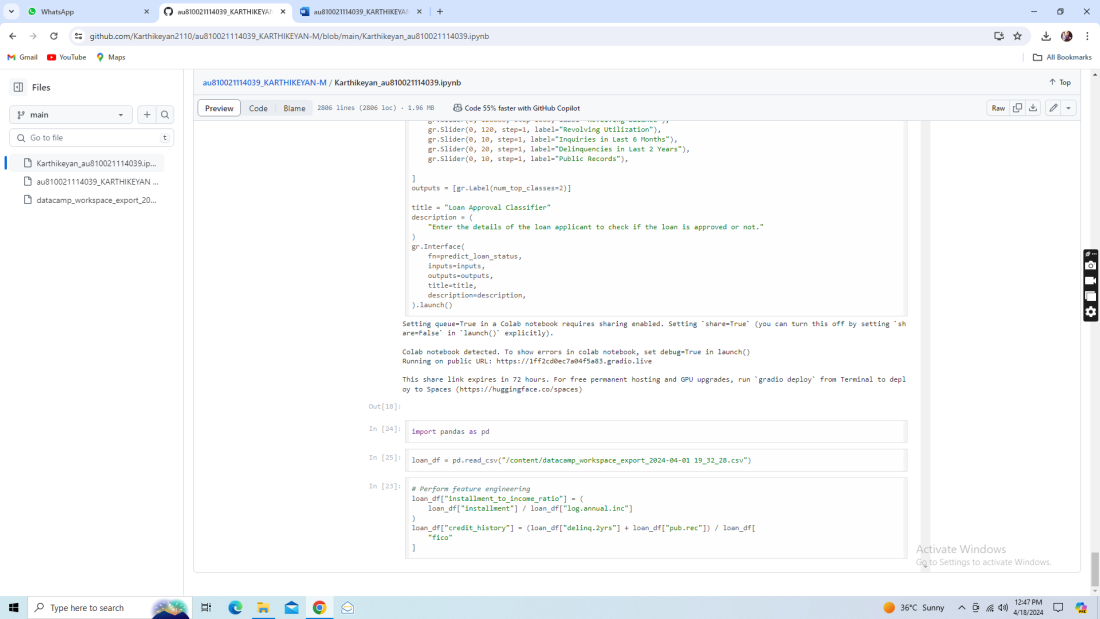 WhatsApp
au810021114039_KARTHIKEYAN
au810021114039_KARTHIKEYAN
github.com/Karthikeyan2110/au810021114039_KARTHIKEYAN-M/blob/main/Karthikeyan_au810021114039.ipynb
Gmail YouTube Maps All Bookmarks
Files
au810021114039_KARTHIKEYAN-M / Karthikeyan_au810021114039.ipynb Top
main
Preview Code Blame 2806 lines (2806 loc) · 1.96 MB Code 55% faster with GitHub Copilot Raw
Go to file t
Karthikeyan_au810021114039.ip...
au810021114039_KARTHIKEYAN ...
datacamp_workspace_export_20...
gr.Slider(0, 120, step=1, label="Revolving Utilization"),
gr.Slider(0, 10, step=1, label="Inquiries in Last 6 Months"),
gr.Slider(0, 20, step=1, label="Delinquencies in Last 2 Years"),
gr.Slider(0, 10, step=1, label="Public Records"),
]
outputs = [gr.Label(num_top_classes=2)]
title = "Loan Approval Classifier"
description = (
"Enter the details of the loan applicant to check if the loan is approved or not."
)
gr.Interface(
fn=predict_loan_status,
inputs=inputs,
outputs=outputs,
title=title,
description=description,
).launch()
Setting queue=True in a Colab notebook requires sharing enabled. Setting `share=True` (you can turn this off by setting `sh
are=False` in `launch()` explicitly).
Colab notebook detected. To show errors in colab notebook, set debug=True in launch()
Running on public URL: https://1ff2cd0ec7a04f5a83.gradio.live
This share link expires in 72 hours. For free permanent hosting and GPU upgrades, run `gradio deploy` from Terminal to depl
oy to Spaces (https://huggingface.co/spaces)
Out[18]:
In [24]: import pandas as pd
In [25]: loan_df = pd.read_csv("/content/datacamp_workspace_export_2024-04-01 19_32_28.csv")
In [23]: # Perform feature engineering
loan_df["installment_to_income_ratio"] = (
loan_df["installment"] / loan_df["log.annual.inc"]
)
loan_df["credit_history"] = (loan_df["delinq.2yrs"] + loan_df["pub.rec"]) / loan_df[
"fico"
]
Activate Windows
Go to Settings to activate Windows.
Type here to search
36°C Sunny
12:47 PM
4/18/2024